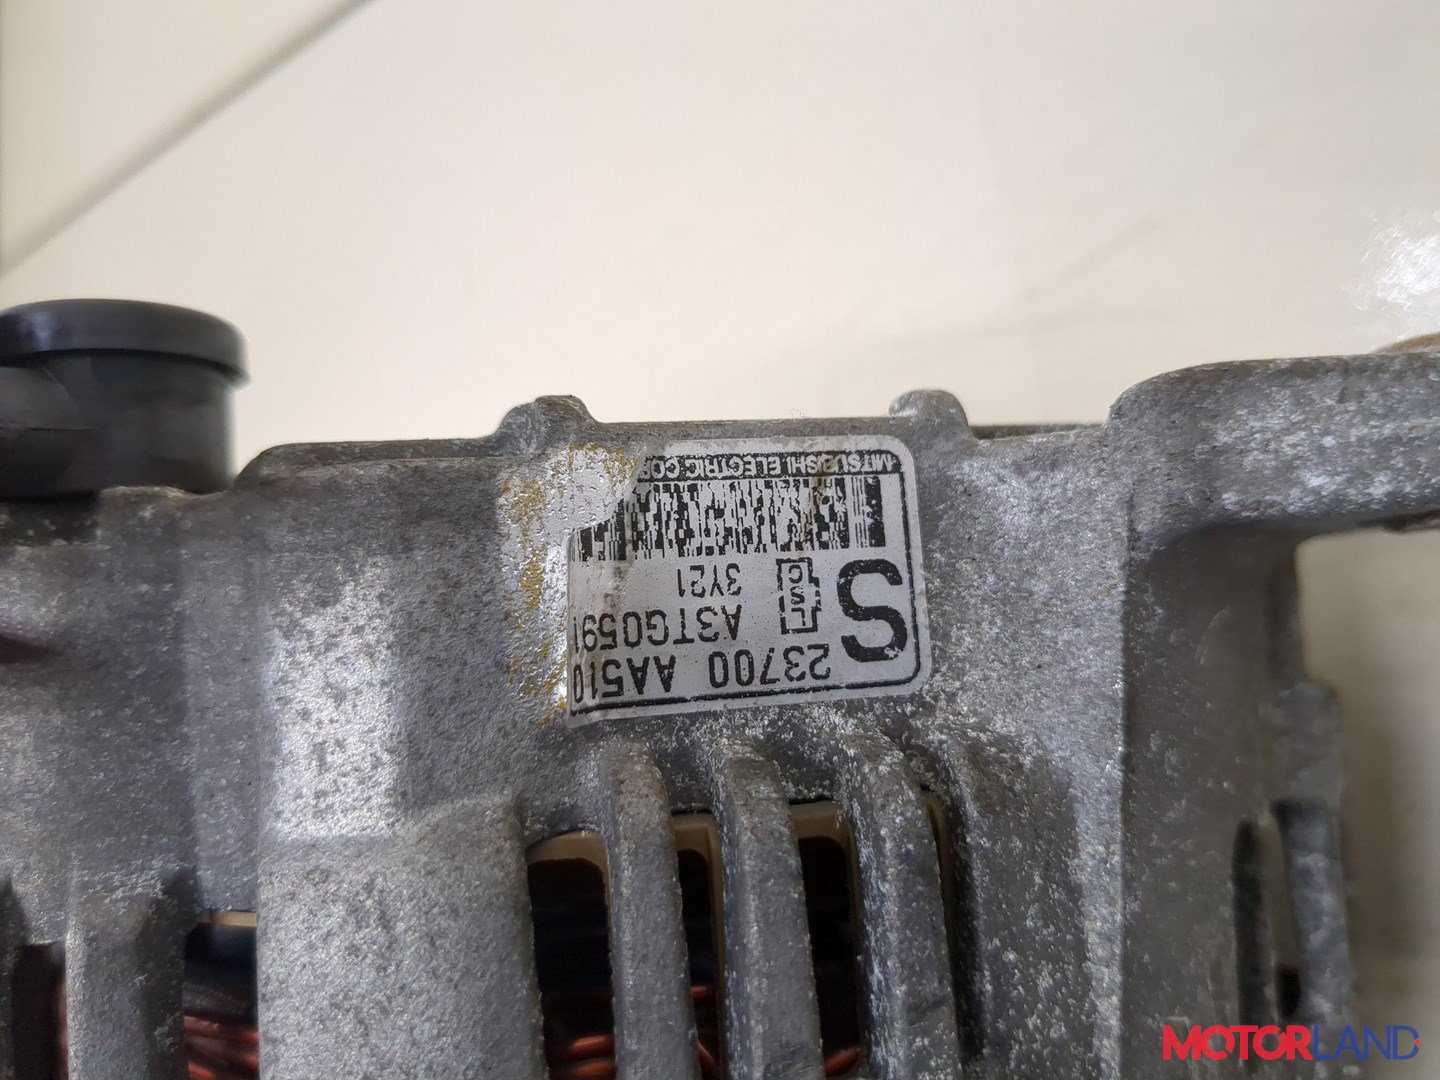 S
23700 AA510
A3TG0591
3Y21
MITSUBISHI ELECTRIC COR
MOTORLAND